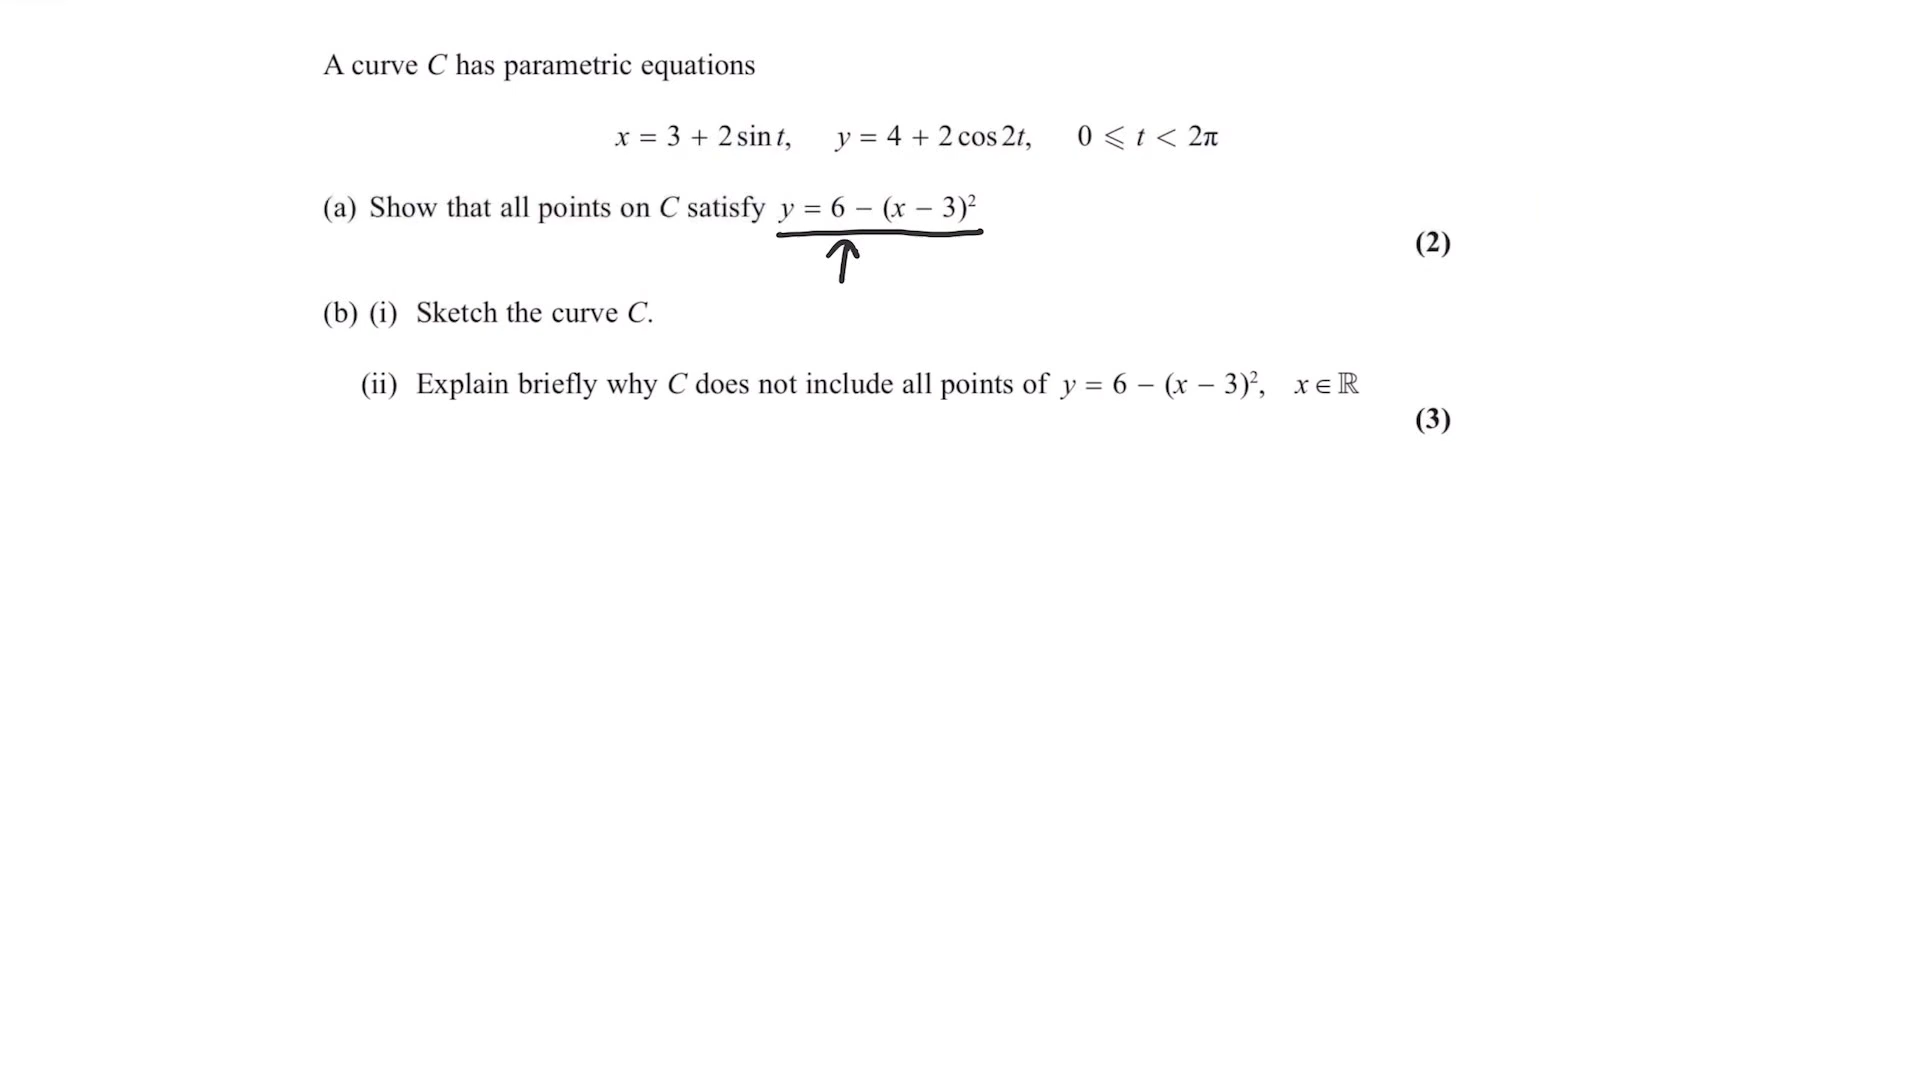 A curve C has parametric equations
x = 3 + 2 sin t, y = 4 + 2 cos 2t, 0 ⩽ t < 2π
(a) Show that all points on C satisfy y = 6 − (x − 3)²
(2)
(b) (i) Sketch the curve C.
(ii) Explain briefly why C does not include all points of y = 6 − (x − 3)², x ∈ ℝ
(3)